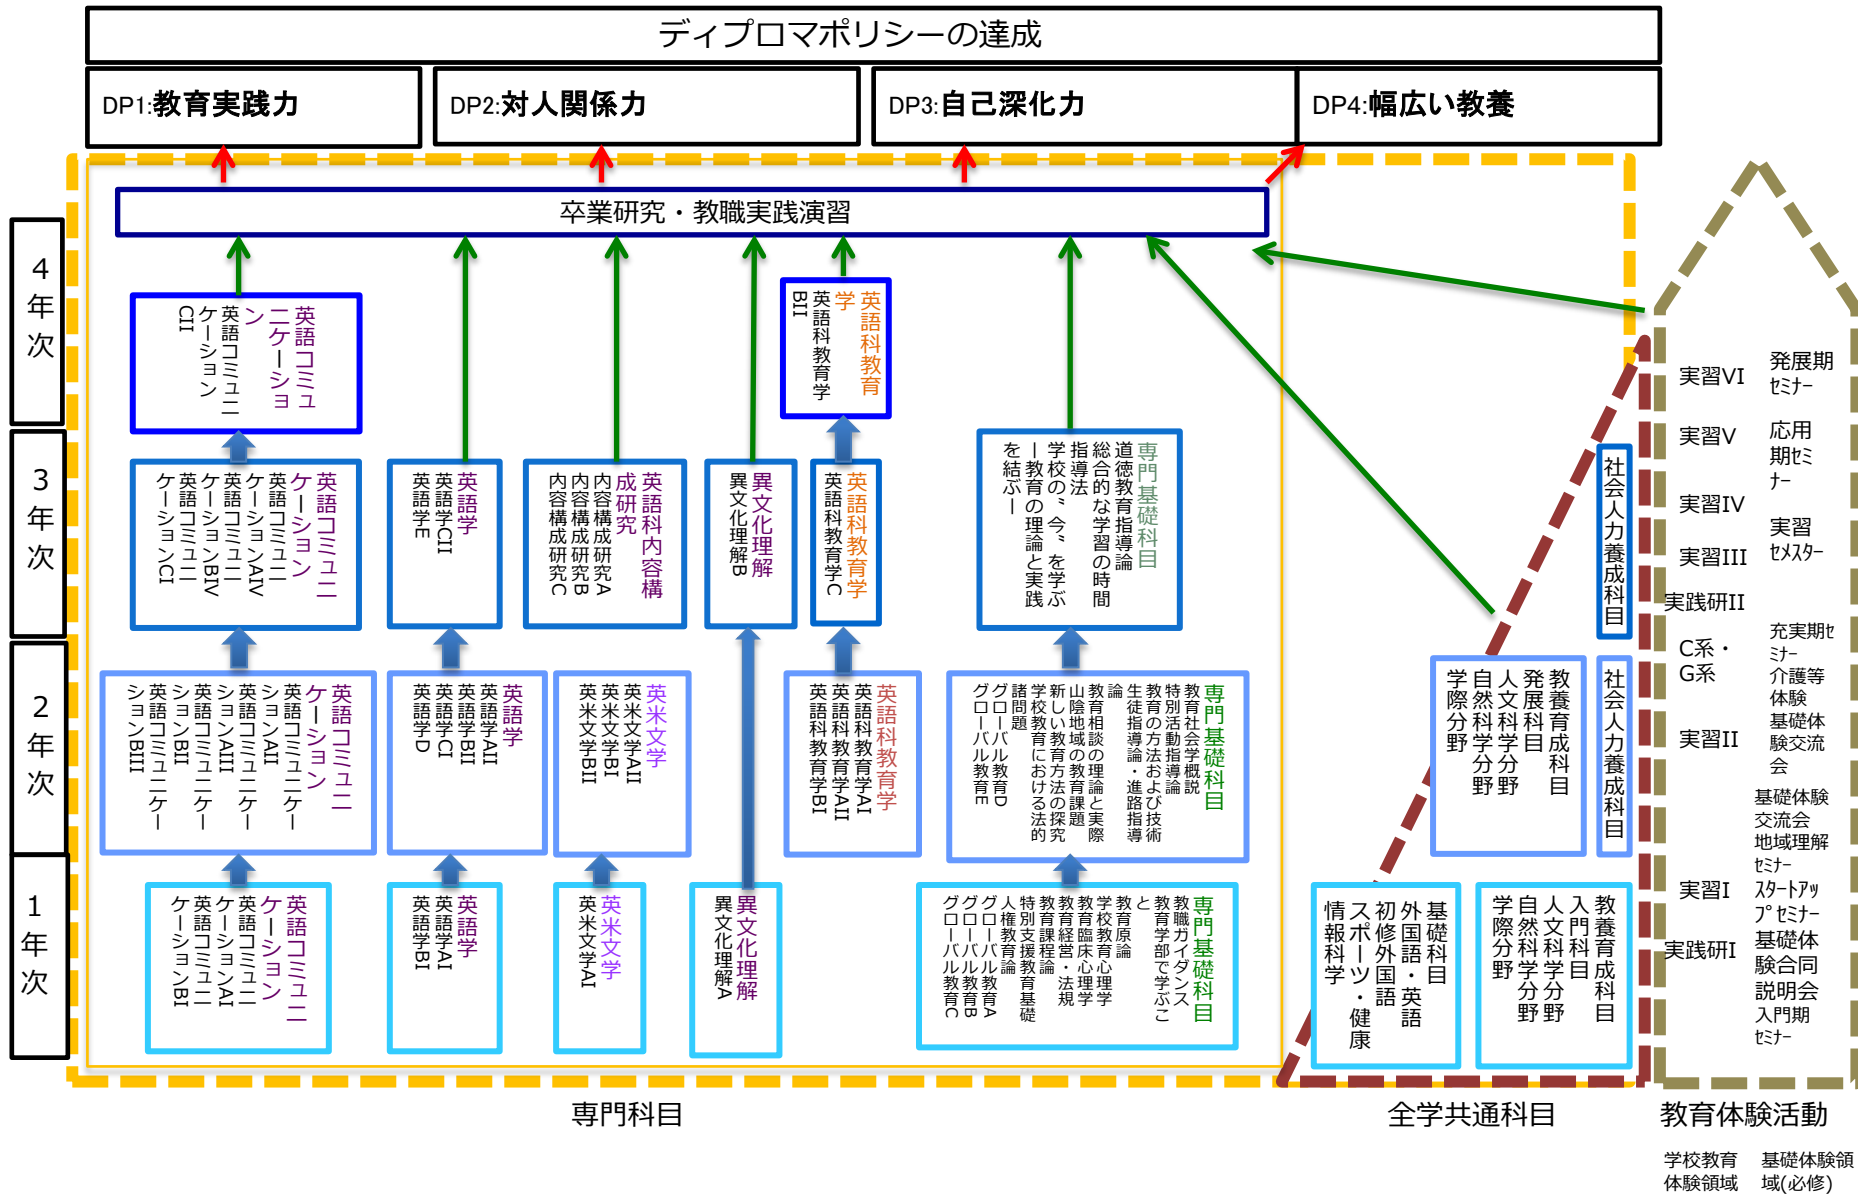 ディプロマポリシーの達成
DP1:教育実践力
DP2:対人関係力
DP3:自己深化力
DP4:幅広い教養
卒業研究・教職実践演習
4
年
次
英語コミュ
ニケーショ
ン
英語コミュニ
ケーション
CII
英語科教育
学
英語科教育学
BII
3
年
次
英語コミュニ
ケーション
英語コミュニ
ケーションAIV
英語コミュニ
ケーションBIV
英語コミュニ
ケーションCI
英語学
英語学CII
英語学E
英語科内容構
成研究
内容構成研究A
内容構成研究B
内容構成研究C
異文化理解
異文化理解B
英語科教育学
英語科教育学C
専門基礎科目
道徳教育指導論
総合的な学習の時間
指導法
学校の”今”を学ぶ
ー教育の理論と実践
を結ぶー
社会人力養成科目
2
年
次
英語コミュニ
ケーション
英語コミュニケー
ションAII
英語コミュニケー
ションAIII
英語コミュニケー
ションBII
英語コミュニケー
ションBIII
英語学
英語学AII
英語学BII
英語学CI
英語学D
英米文学
英米文学AII
英米文学BI
英米文学BII
英語科教育学
英語科教育学AI
英語科教育学AII
英語科教育学BI
専門基礎科目
教育社会学概説
特別活動指導論
教育の方法および技術
生徒指導論・進路指導
論
教育相談の理論と実際
山陰地域の教育課題
新しい教育方法の探究
学校教育における法的
諸問題
グローバル教育D
グローバル教育E
教養育成科目
発展科目
人文科学分野
自然科学分野
学際分野
社会人力養成科目
1
年
次
英語コミュニ
ケーション
英語コミュニ
ケーションAI
英語コミュニ
ケーションBI
英語学
英語学AI
英語学BI
英米文学
英米文学AI
異文化理解
異文化理解A
専門基礎科目
教職ガイダンス
教育学部で学ぶこ
と
教育原論
学校教育心理学
教育臨床心理学
教育経営・法規
教育課程論
特別支援教育基礎
人権教育論
グローバル教育A
グローバル教育B
グローバル教育C
基礎科目
外国語・英語
初修外国語
スポーツ・健康
情報科学
教養育成科目
入門科目
人文科学分野
自然科学分野
学際分野
実習VI
実習V
実習IV
実習III
実践研II
C系・
G系
実習II
実習I
実践研I
発展期
ｾﾐﾅｰ
応用
期ｾﾐ
ﾅｰ
実習
ｾﾒｽﾀｰ
充実期ｾ
ﾐﾅｰ
介護等
体験
基礎体
験交流
会
基礎体験
交流会
地域理解
ｾﾐﾅｰ
ｽﾀｰﾄｱｯ
ﾌﾟｾﾐﾅｰ
基礎体
験合同
説明会
入門期
ｾﾐﾅｰ
専門科目
全学共通科目
教育体験活動
学校教育
体験領域
基礎体験領
域(必修)